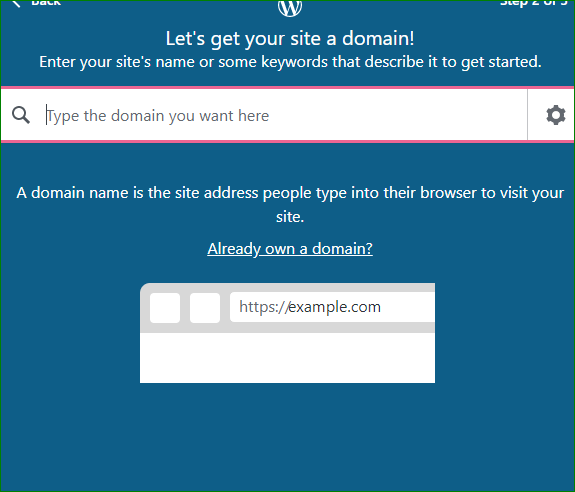 Back
Step 2 of 3
Let's get your site a domain!
Enter your site's name or some keywords that describe it to get started.
Type the domain you want here
A domain name is the site address people type into their browser to visit your
site.
Already own a domain?
https://example.com